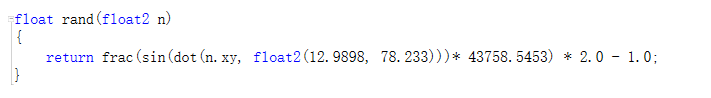 float rand(float2 n)
{
    return frac(sin(dot(n.xy, float2(12.9898, 78.233)))* 43758.5453) * 2.0 - 1.0;
}